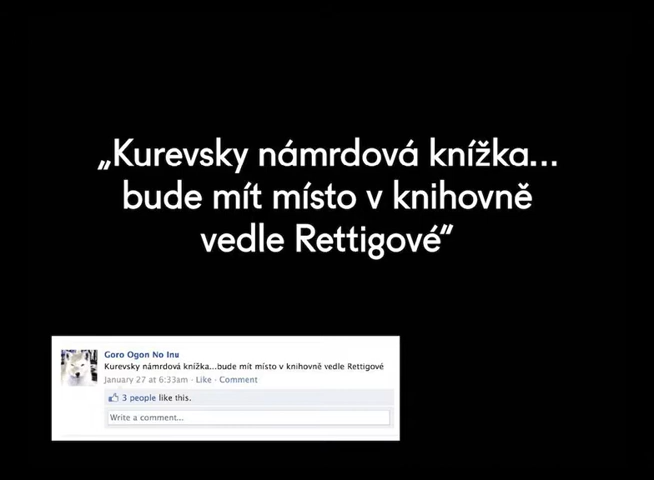 „Kurevsky námrdová knížka...
bude mít místo v knihovně
vedle Rettigové“
Goro Ogon No Inu
Kurevsky námrdová knížka...bude mít místo v knihovně vedle Rettigové
January 27 at 6:33am · Like · Comment
3 people like this.
Write a comment...